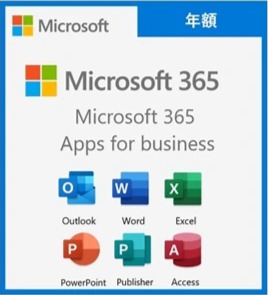 Microsoft
年額
Microsoft 365
Microsoft 365
Apps for business
Outlook
Word
Excel
PowerPoint
Publisher
Access